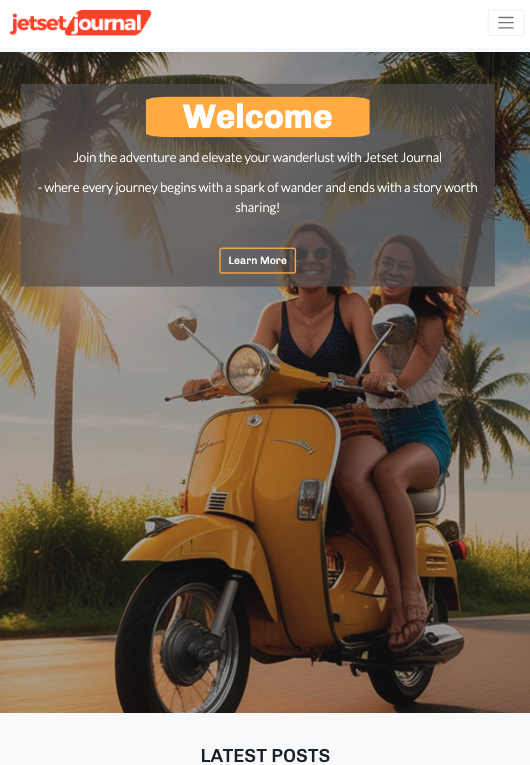 jetset/journal
Welcome
Join the adventure and elevate your wanderlust with Jetset Journal
- where every journey begins with a spark of wander and ends with a story worth
sharing!
Learn More
LATEST POSTS